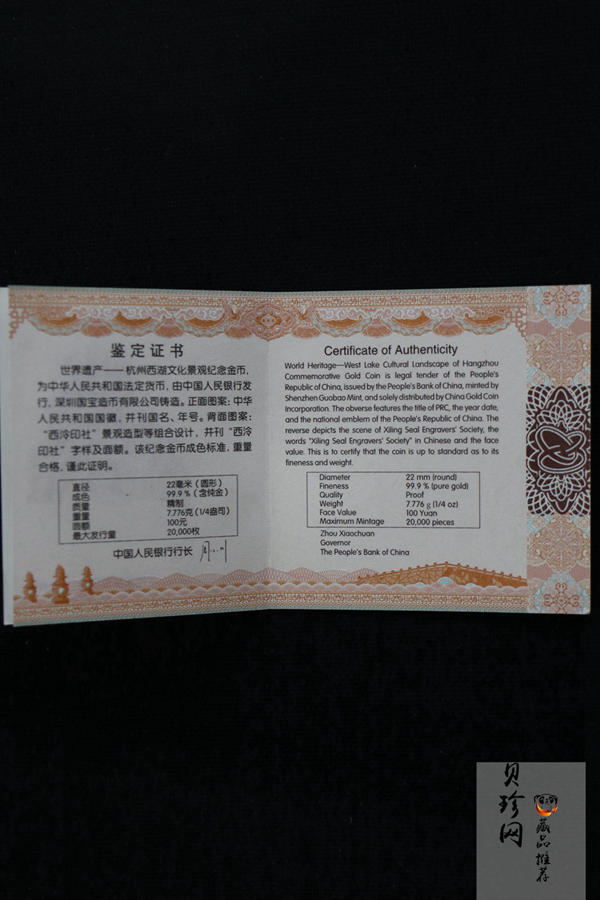 鉴定证书
世界遗产——杭州西湖文化景观纪念金币,
为中华人民共和国法定货币，由中国人民银行发
行，深圳国宝造币有限公司铸造。正面图案：中华
人民共和国国徽，并刊国名、年号。背面图案：
“西泠印社”景观造型等组合设计，并刊“西泠
印社”字样及面额。该纪念金币成色标准，重量
合格，谨此证明。
直径 22毫米（圆形）
成色 99.9%（含纯金）
质量 精制
重量 7.776克(1/4盎司)
面额 100元
最大发行量 20,000枚
中国人民银行行长
Certificate of Authenticity
World Heritage—West Lake Cultural Landscape of Hangzhou
Commemorative Gold Coin is legal tender of the People's
Republic of China, issued by the People's Bank of China, minted by
Shenzhen Guobao Mint, and solely distributed by China Gold Coin
Incorporation. The obverse features the title of PRC, the year date,
and the national emblem of the People's Republic of China. The
reverse depicts the scene of Xiling Seal Engravers' Society, the
words "Xiling Seal Engravers' Society" in Chinese and the face
value. This is to certify that the coin is up to standard as to its
fineness and weight.
Diameter 22 mm (round)
Fineness 99.9 % (pure gold)
Quality Proof
Weight 7.776 g (1/4 oz)
Face Value 100 Yuan
Maximum Mintage 20,000 pieces
Zhou Xiaochuan
Governor
The People's Bank of China
贝珍网
藏品推荐